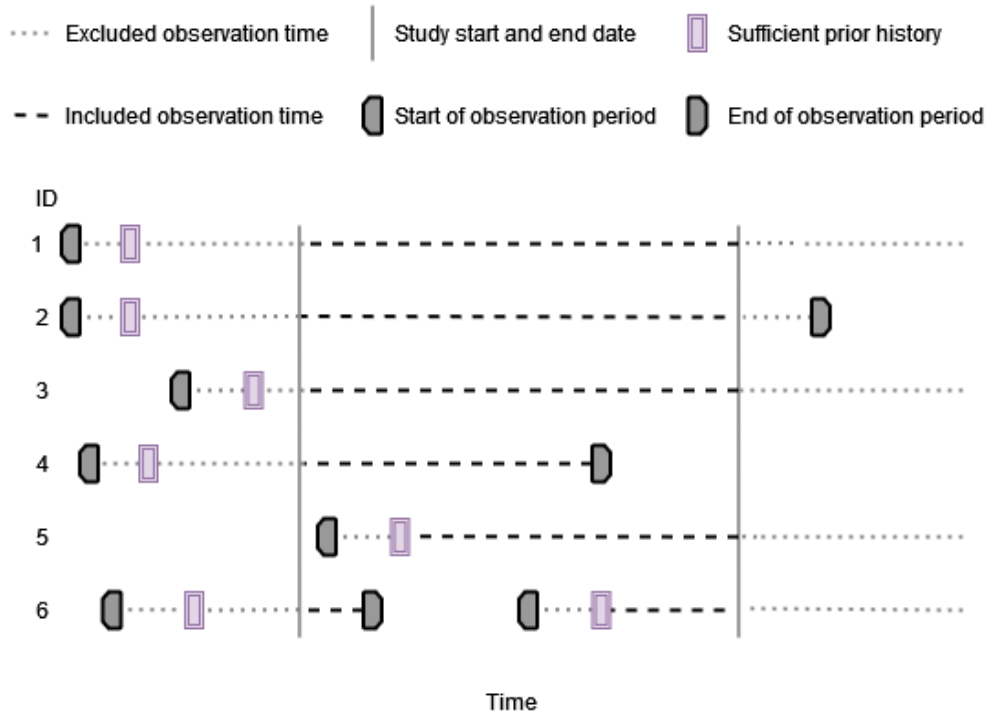 Excluded observation time Study start and end date Sufficient prior history
Included observation time Start of observation period End of observation period
ID
1
2
3
4
5
6
Time